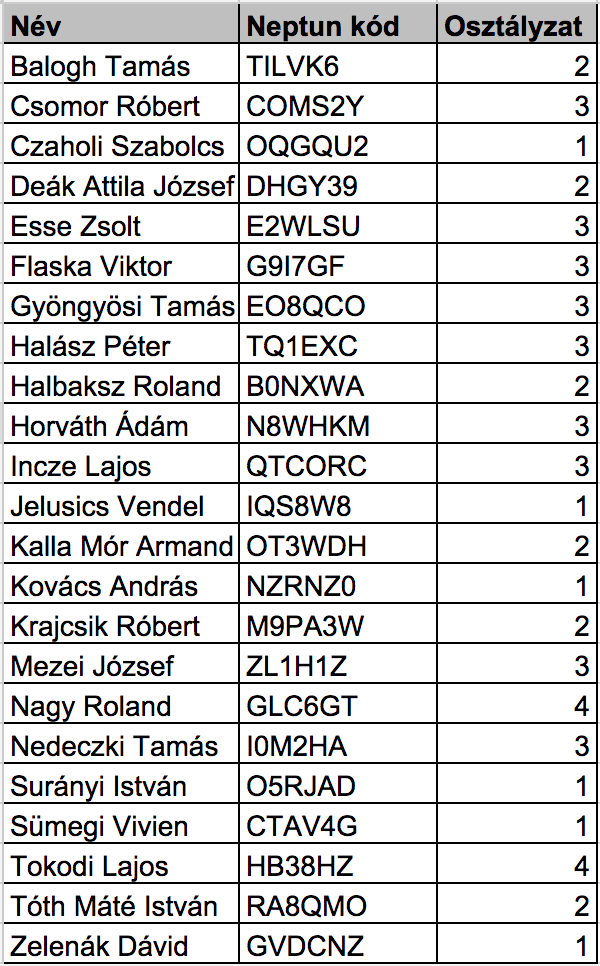 Név Neptun kód Osztályzat
Balogh Tamás TILVK6 2
Csomor Róbert COMS2Y 3
Czaholi Szabolcs OQGQU2 1
Deák Attila József DHGY39 2
Esse Zsolt E2WLSU 3
Flaska Viktor G9I7GF 3
Gyöngyösi Tamás EO8QCO 3
Halász Péter TQ1EXC 3
Halbaksz Roland B0NXWA 2
Horváth Ádám N8WHKM 3
Incze Lajos QTCORC 3
Jelusics Vendel IQS8W8 1
Kalla Mór Armand OT3WDH 2
Kovács András NZRNZ0 1
Krajcsik Róbert M9PA3W 2
Mezei József ZL1H1Z 3
Nagy Roland GLC6GT 4
Nedeczki Tamás I0M2HA 3
Surányi István O5RJAD 1
Sümegi Vivien CTAV4G 1
Tokodi Lajos HB38HZ 4
Tóth Máté István RA8QMO 2
Zelenák Dávid GVDCNZ 1